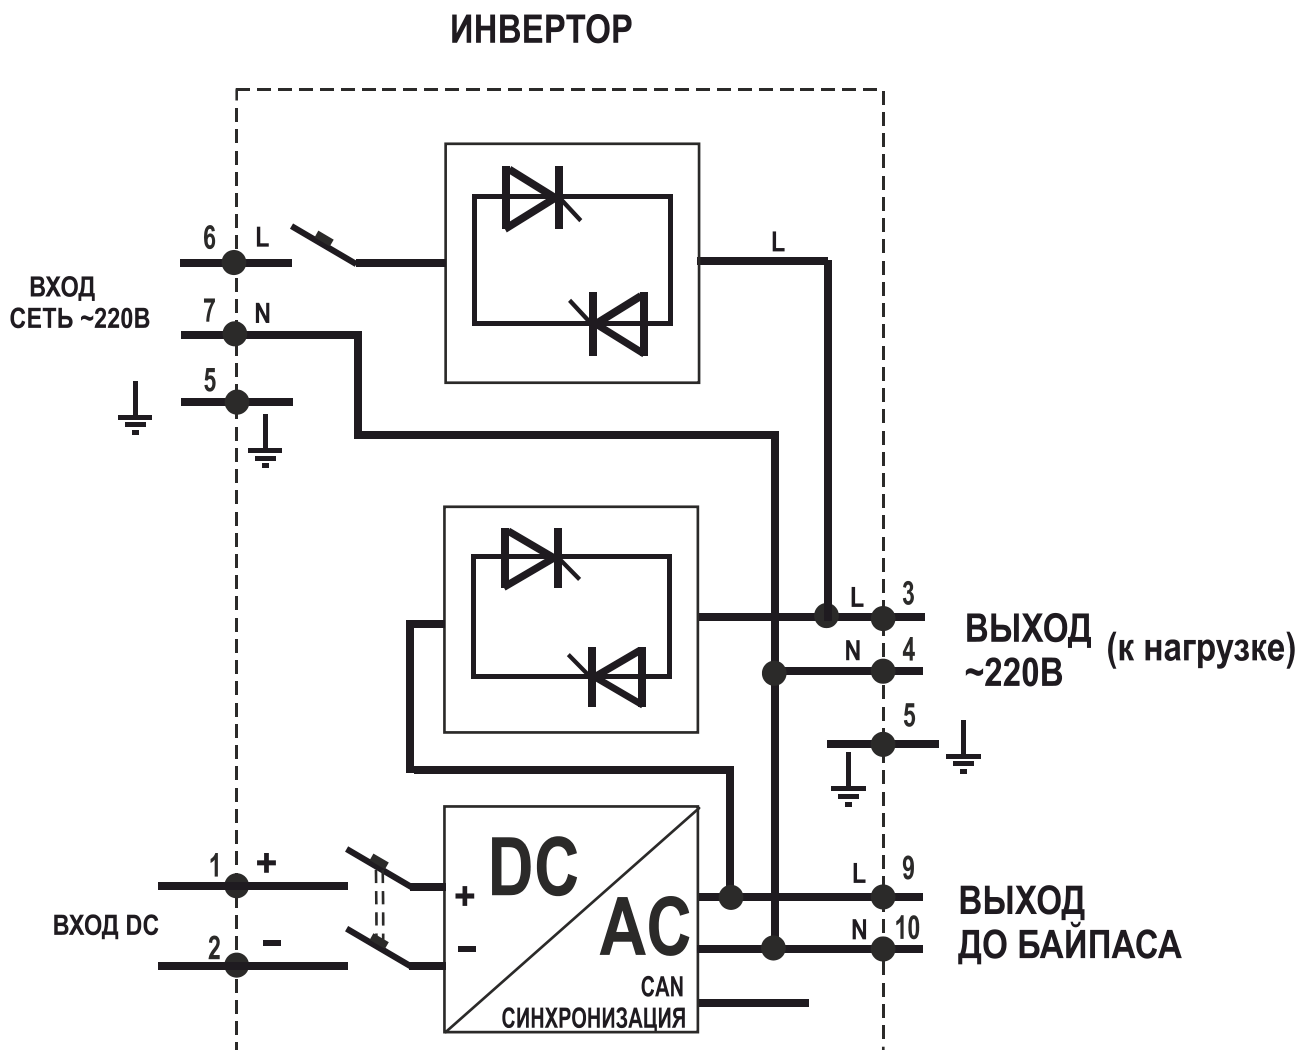 ИНВЕРТОР
6 L
L
ВХОД
СЕТЬ ~220В
7 N
5
L 3
ВЫХОД
~220В
(к нагрузке)
N 4
5
1 +
DC
L 9
+
ВХОД DC
AC
ВЫХОД
ДО БАЙПАСА
N 10
2 –
–
CAN
СИНХРОНИЗАЦИЯ